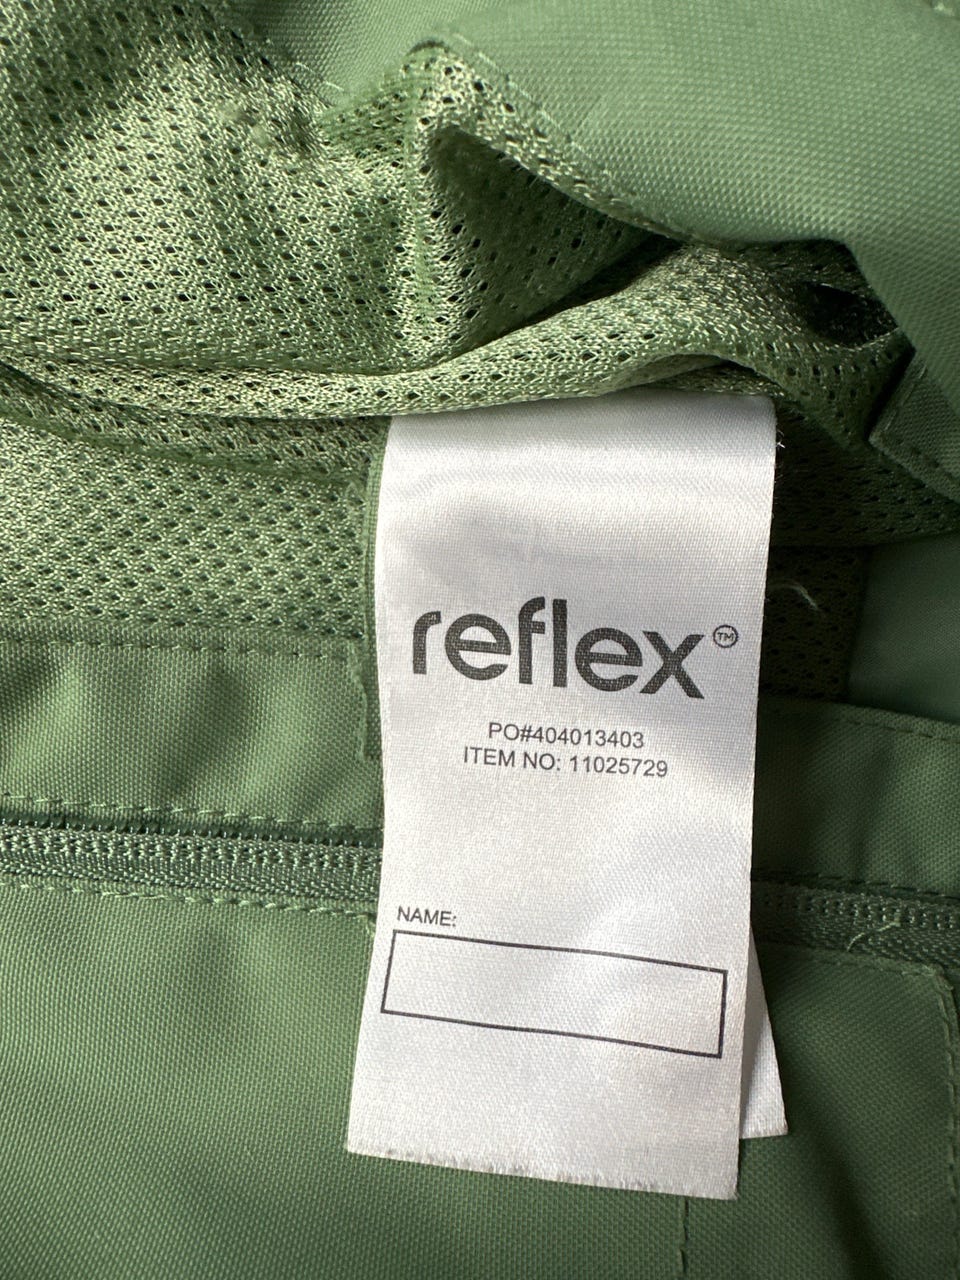 reflex™
PO#404013403
ITEM NO: 11025729
NAME: